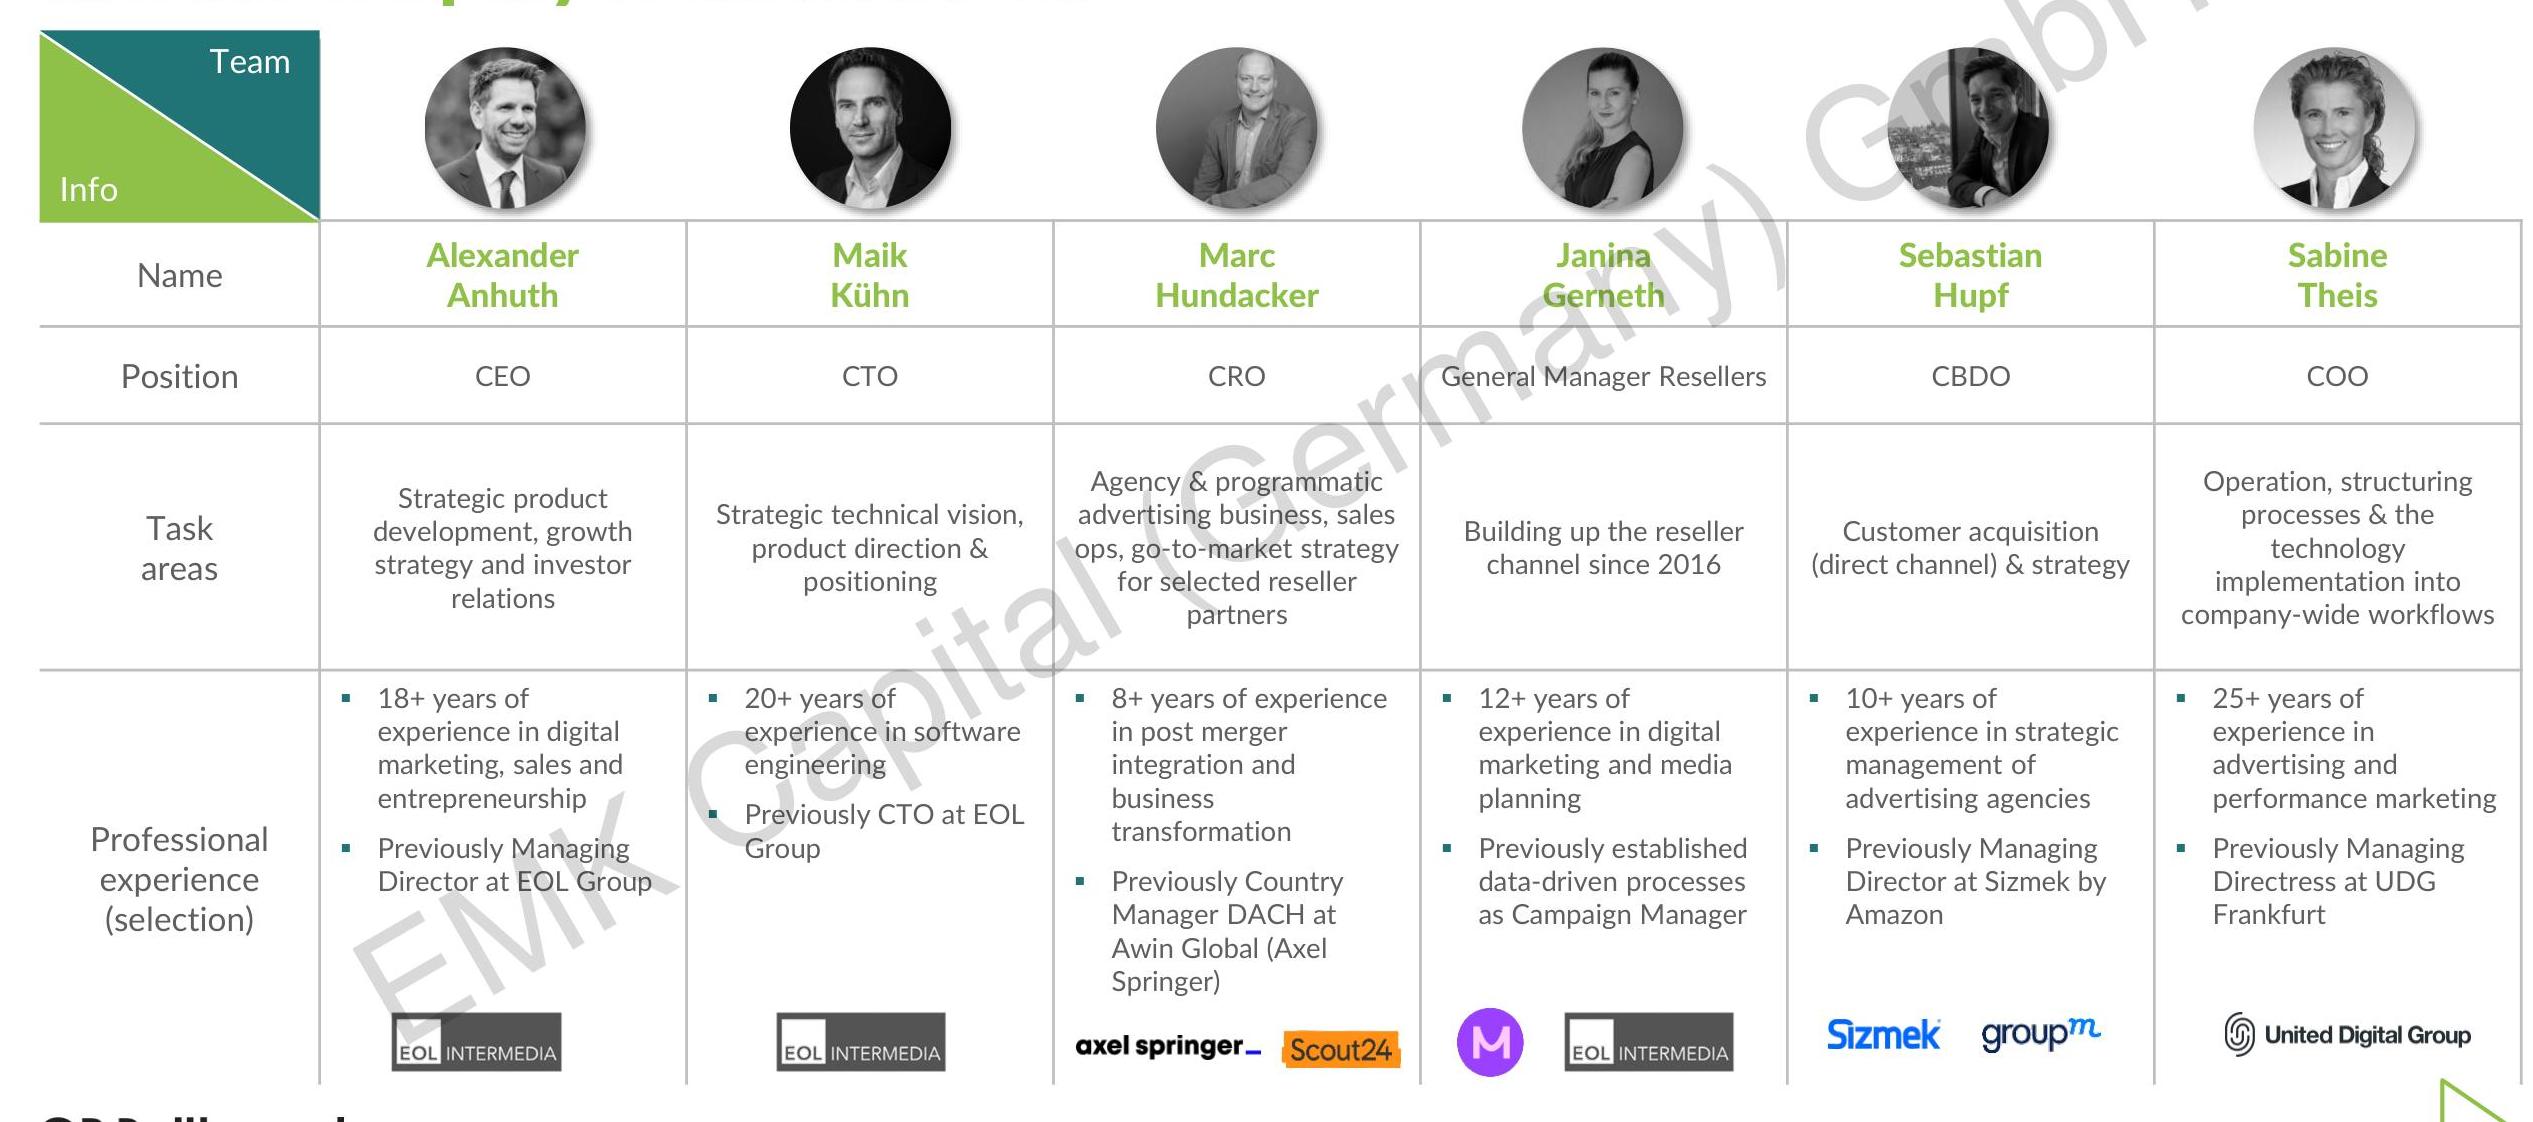 Team
Info
Name
Alexander
Anhuth
Maik
Kühn
Marc
Hundacker
Janina
Gerneth
Sebastian
Hupf
Sabine
Theis
Position
CEO
CTO
CRO
General Manager Resellers
CBDO
COO
Task
areas
Strategic product
development, growth
strategy and investor
relations
Strategic technical vision,
product direction &
positioning
Agency & programmatic
advertising business, sales
ops, go-to-market strategy
for selected reseller
partners
Building up the reseller
channel since 2016
Customer acquisition
(direct channel) & strategy
Operation, structuring
processes & the
technology
implementation into
company-wide workflows
Professional
experience
(selection)
▪ 18+ years of
experience in digital
marketing, sales and
entrepreneurship
▪ Previously Managing
Director at EOL Group
EOL INTERMEDIA
▪ 20+ years of
experience in software
engineering
▪ Previously CTO at EOL
Group
EOL INTERMEDIA
▪ 8+ years of experience
in post merger
integration and
business
transformation
▪ Previously Country
Manager DACH at
Awin Global (Axel
Springer)
axel springer_ Scout24
▪ 12+ years of
experience in digital
marketing and media
planning
▪ Previously established
data-driven processes
as Campaign Manager
M EOL INTERMEDIA
▪ 10+ years of
experience in strategic
management of
advertising agencies
▪ Previously Managing
Director at Sizmek by
Amazon
Sizmek groupm
▪ 25+ years of
experience in
advertising and
performance marketing
▪ Previously Managing
Directress at UDG
Frankfurt
United Digital Group
EMK Capital (Germany) GmbH